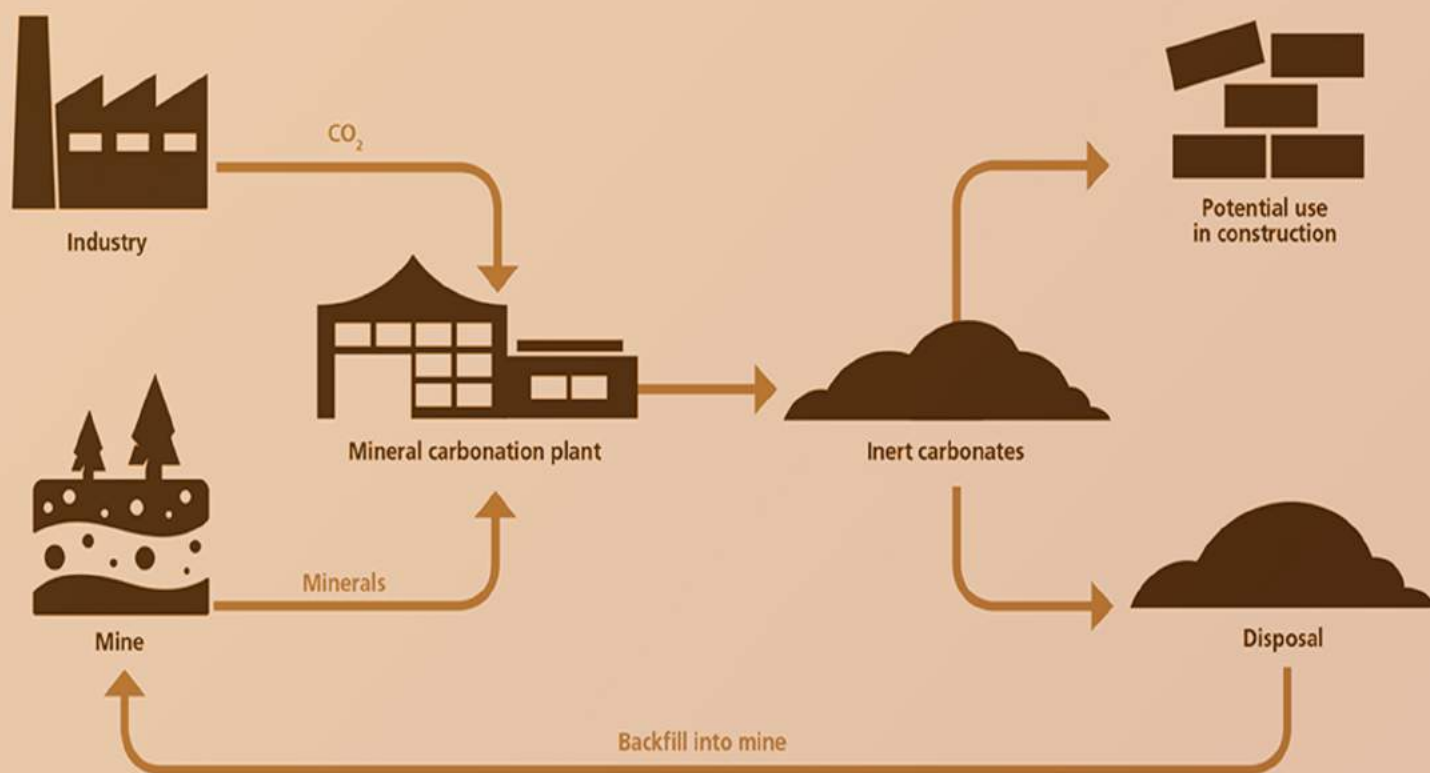 CO₂
Industry
Potential use
in construction
Mineral carbonation plant
Inert carbonates
Minerals
Mine
Disposal
Backfill into mine